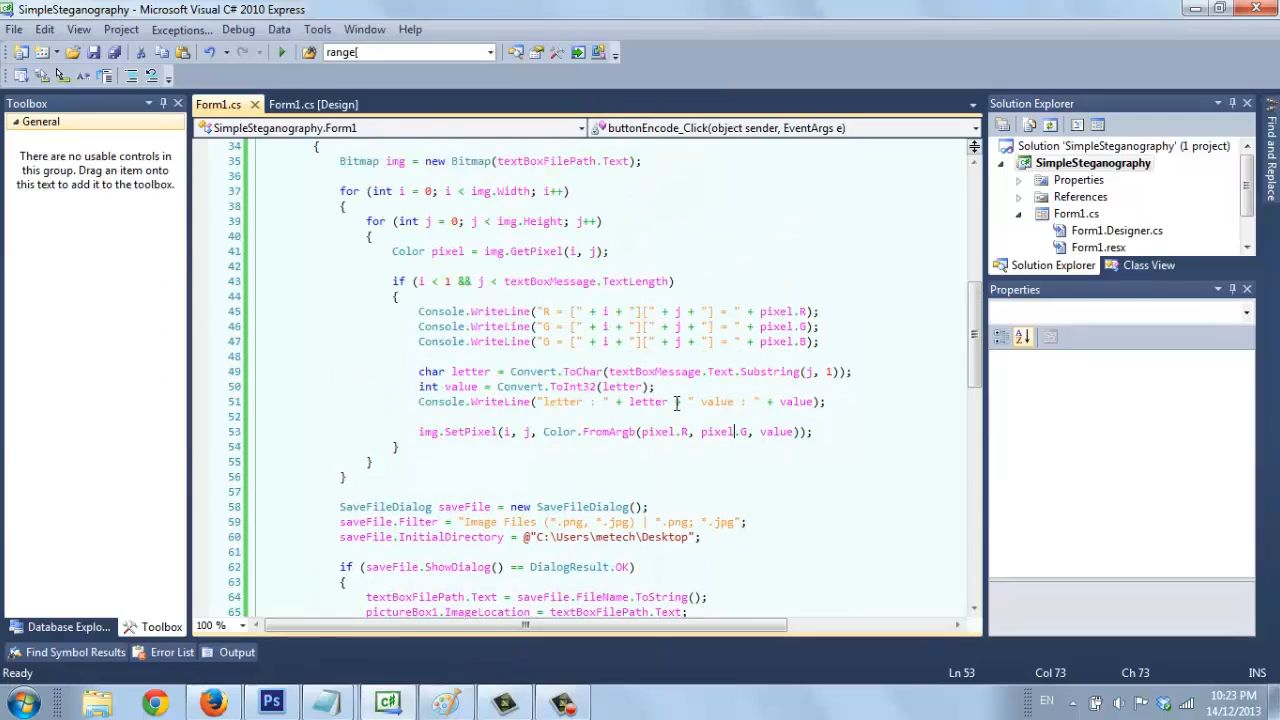 SimpleSteganography - Microsoft Visual C# 2010 Express
File Edit View Project Exceptions... Debug Data Tools Window Help
range[
Toolbox
General
There are no usable controls in
this group. Drag an item onto
this text to add it to the toolbox.
Database Explo...
Toolbox
Form1.cs
Form1.cs [Design]
SimpleSteganography.Form1
buttonEncode_Click(object sender, EventArgs e)
34 {
35 Bitmap img = new Bitmap(textBoxFilePath.Text);
36
37 for (int i = 0; i < img.Width; i++)
38 {
39 for (int j = 0; j < img.Height; j++)
40 {
41 Color pixel = img.GetPixel(i, j);
42
43 if (i < 1 && j < textBoxMessage.TextLength)
44 {
45 Console.WriteLine("R = [" + i + "][" + j + "] = " + pixel.R);
46 Console.WriteLine("G = [" + i + "][" + j + "] = " + pixel.G);
47 Console.WriteLine("G = [" + i + "][" + j + "] = " + pixel.B);
48
49 char letter = Convert.ToChar(textBoxMessage.Text.Substring(j, 1));
50 int value = Convert.ToInt32(letter);
51 Console.WriteLine("letter : " + letter + " value : " + value);
52
53 img.SetPixel(i, j, Color.FromArgb(pixel.R, pixel.G, value));
54 }
55 }
56 }
57
58 SaveFileDialog saveFile = new SaveFileDialog();
59 saveFile.Filter = "Image Files (*.png, *.jpg) | *.png; *.jpg";
60 saveFile.InitialDirectory = @"C:\Users\metech\Desktop";
61
62 if (saveFile.ShowDialog() == DialogResult.OK)
63 {
64 textBoxFilePath.Text = saveFile.FileName.ToString();
65 pictureBox1.ImageLocation = textBoxFilePath.Text;
100 %
Solution Explorer
Solution 'SimpleSteganography' (1 project)
SimpleSteganography
Properties
References
Form1.cs
Form1.Designer.cs
Form1.resx
Solution Explorer
Class View
Properties
Find and Replace
Find Symbol Results
Error List
Output
Ready
Ln 53
Col 73
Ch 73
INS
Ps
C#
EN
10:23 PM
14/12/2013